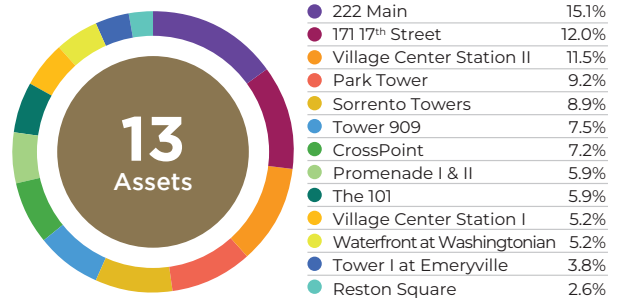 13
Assets
222 Main 15.1%
171 17th Street 12.0%
Village Center Station II 11.5%
Park Tower 9.2%
Sorrento Towers 8.9%
Tower 909 7.5%
CrossPoint 7.2%
Promenade I & II 5.9%
The 101 5.9%
Village Center Station I 5.2%
Waterfront at Washingtonian 5.2%
Tower I at Emeryville 3.8%
Reston Square 2.6%